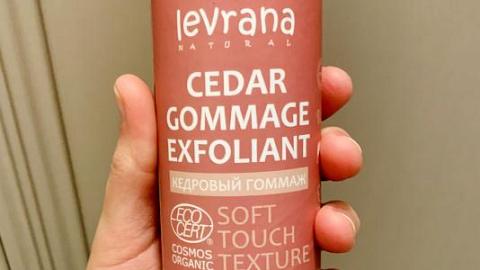 levrana
NATURAL
CEDAR
GOMMAGE
EXFOLIANT
КЕДРОВЫЙ ГОММАЖ
ECO
CERT
COSMOS
ORGANIC
SOFT
TOUCH
TEXTURE